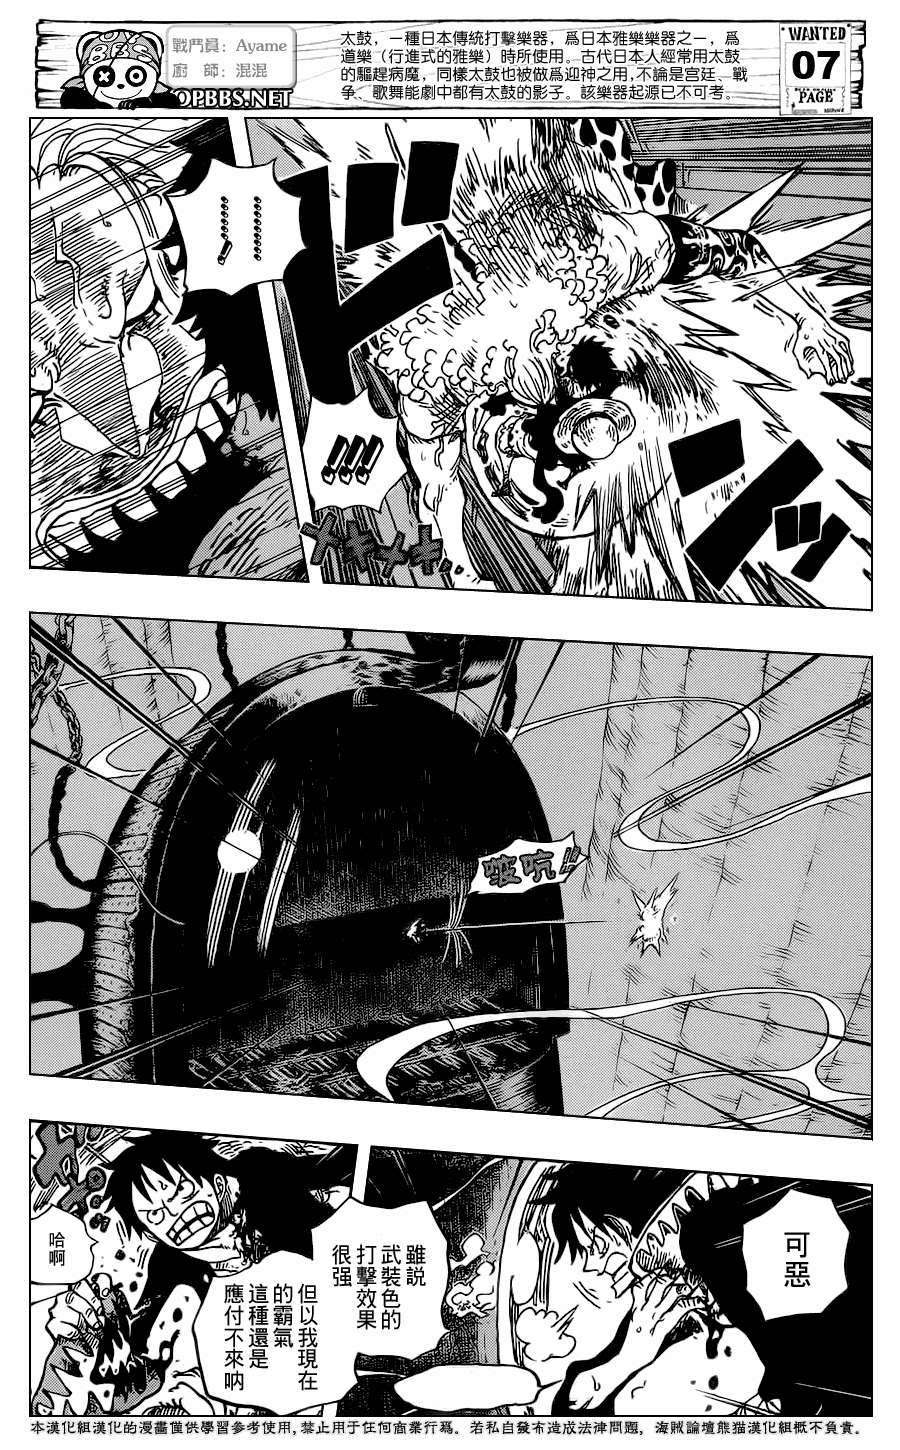 戰鬥員：Ayame
廚　師：混混
OPBBS.NET
太鼓，一種日本傳統打擊樂器，爲日本雅樂樂器之一，爲
道樂（行進式的雅樂）時所使用。古代日本人經常用太鼓
的驅趕病魔，同樣太鼓也被做爲迎神之用,不論是宮廷、戰
爭、歌舞能劇中都有太鼓的影子。該樂器起源已不可考。
WANTED
07
PAGE
ドン
…………
……！
!!!!
メキメキ
發吭!!
可惡
雖說
武裝色的
打擊效果
很强
但以我現在
的霸氣
這種還是
應付不來呐
哈
啊
本漢化組漢化的漫畫僅供學習參考使用,禁止用于任何商業行爲。若私自發布造成法律問題，海賊論壇熊猫漢化組概不負責。